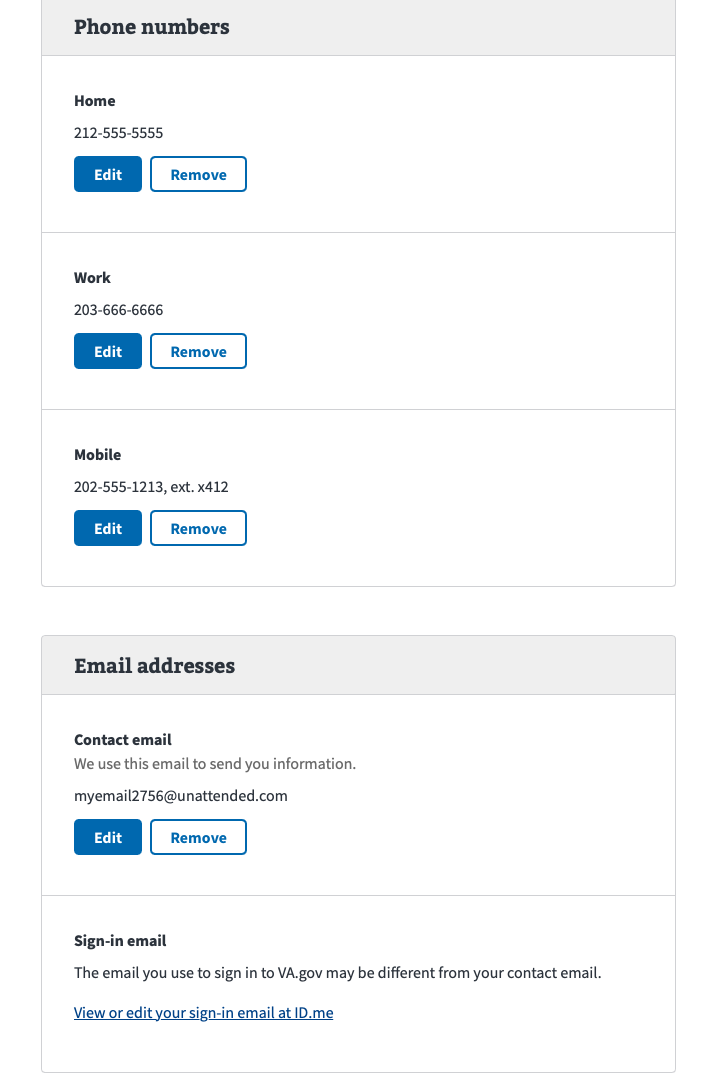 Phone numbers
Home
212-555-5555
Edit
Remove
Work
203-666-6666
Edit
Remove
Mobile
202-555-1213, ext. x412
Edit
Remove
Email addresses
Contact email
We use this email to send you information.
myemail2756@unattended.com
Edit
Remove
Sign-in email
The email you use to sign in to VA.gov may be different from your contact email.
View or edit your sign-in email at ID.me